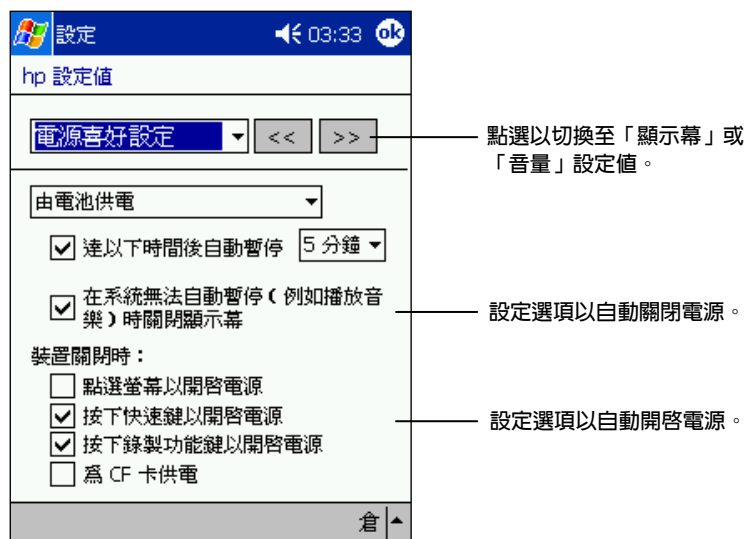 設定 03:33 ok
hp 設定值
電源喜好設定 << >>
點選以切換至「顯示幕」或
「音量」設定值。
由電池供電
達以下時間後自動暫停 5 分鐘
在系統無法自動暫停(例如播放音
樂)時關閉顯示幕
設定選項以自動關閉電源。
裝置關閉時：
點選螢幕以開啓電源
按下快速鍵以開啓電源
設定選項以自動開啓電源。
按下錄製功能鍵以開啓電源
爲 CF 卡供電
倉